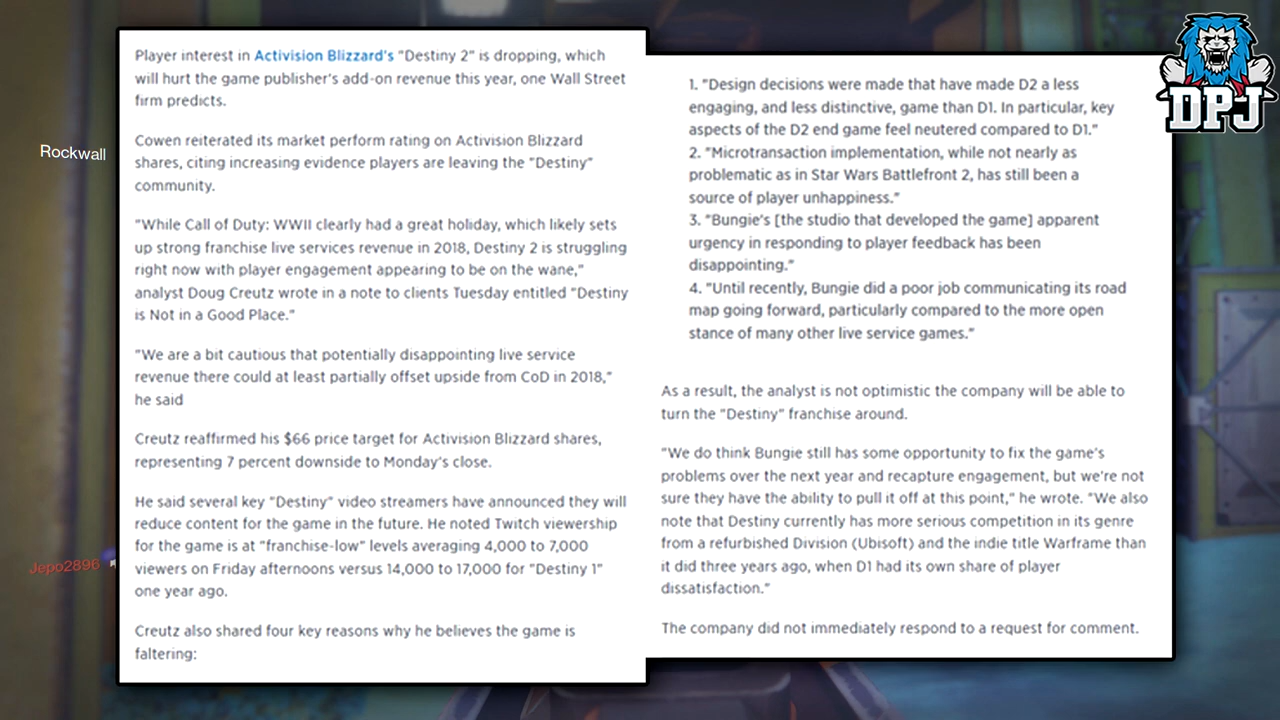 Player interest in Activision Blizzard's "Destiny 2" is dropping, which
will hurt the game publisher's add-on revenue this year, one Wall Street
firm predicts.
Cowen reiterated its market perform rating on Activision Blizzard
shares, citing increasing evidence players are leaving the "Destiny"
community.
"While Call of Duty: WWII clearly had a great holiday, which likely sets
up strong franchise live services revenue in 2018, Destiny 2 is struggling
right now with player engagement appearing to be on the wane,"
analyst Doug Creutz wrote in a note to clients Tuesday entitled "Destiny
is Not in a Good Place."
"We are a bit cautious that potentially disappointing live service
revenue there could at least partially offset upside from CoD in 2018,"
he said
Creutz reaffirmed his $66 price target for Activision Blizzard shares,
representing 7 percent downside to Monday's close.
He said several key "Destiny" video streamers have announced they will
reduce content for the game in the future. He noted Twitch viewership
for the game is at "franchise-low" levels averaging 4,000 to 7,000
viewers on Friday afternoons versus 14,000 to 17,000 for "Destiny 1"
one year ago.
Creutz also shared four key reasons why he believes the game is
faltering:
1. "Design decisions were made that have made D2 a less
engaging, and less distinctive, game than D1. In particular, key
aspects of the D2 end game feel neutered compared to D1."
2. "Microtransaction implementation, while not nearly as
problematic as in Star Wars Battlefront 2, has still been a
source of player unhappiness."
3. "Bungie's [the studio that developed the game] apparent
urgency in responding to player feedback has been
disappointing."
4. "Until recently, Bungie did a poor job communicating its road
map going forward, particularly compared to the more open
stance of many other live service games."
As a result, the analyst is not optimistic the company will be able to
turn the "Destiny" franchise around.
"We do think Bungie still has some opportunity to fix the game's
problems over the next year and recapture engagement, but we're not
sure they have the ability to pull it off at this point," he wrote. "We also
note that Destiny currently has more serious competition in its genre
from a refurbished Division (Ubisoft) and the indie title Warframe than
it did three years ago, when D1 had its own share of player
dissatisfaction."
The company did not immediately respond to a request for comment.
Rockwall
Jepo2896
DPJ